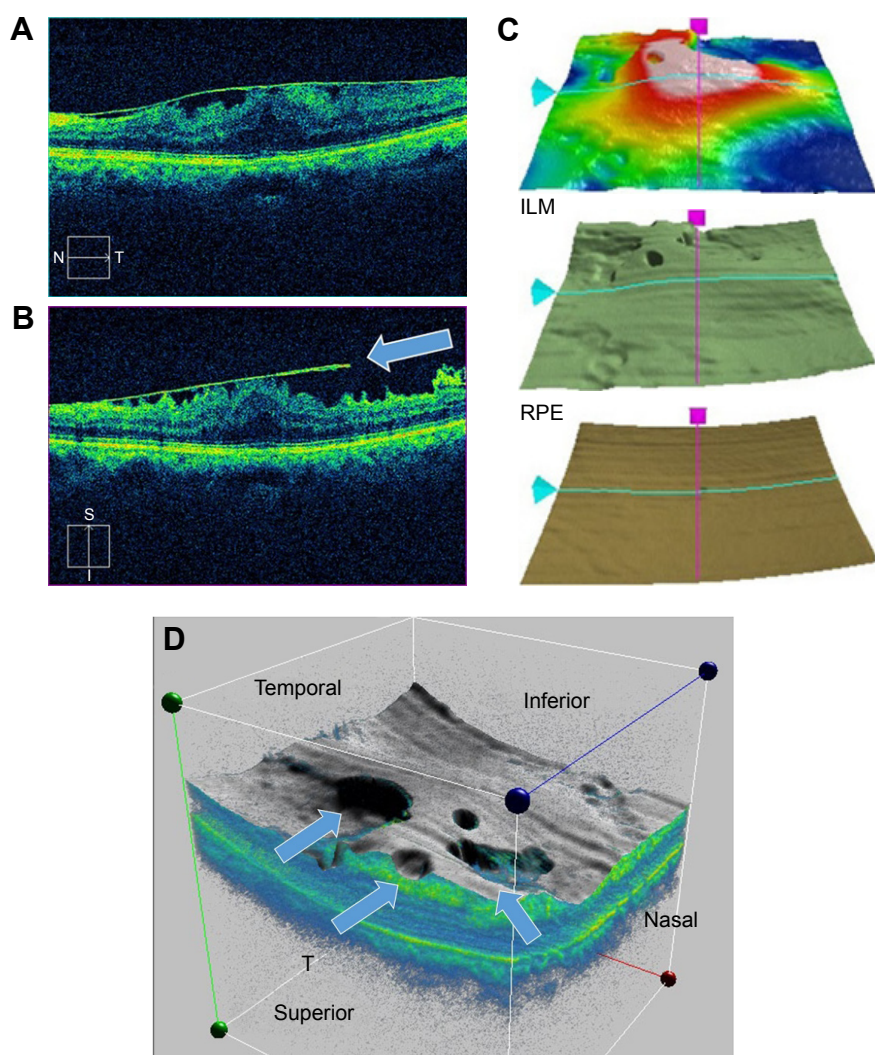 A
N T
B
S
I
C
ILM
RPE
D
Temporal
Inferior
Nasal
T
Superior